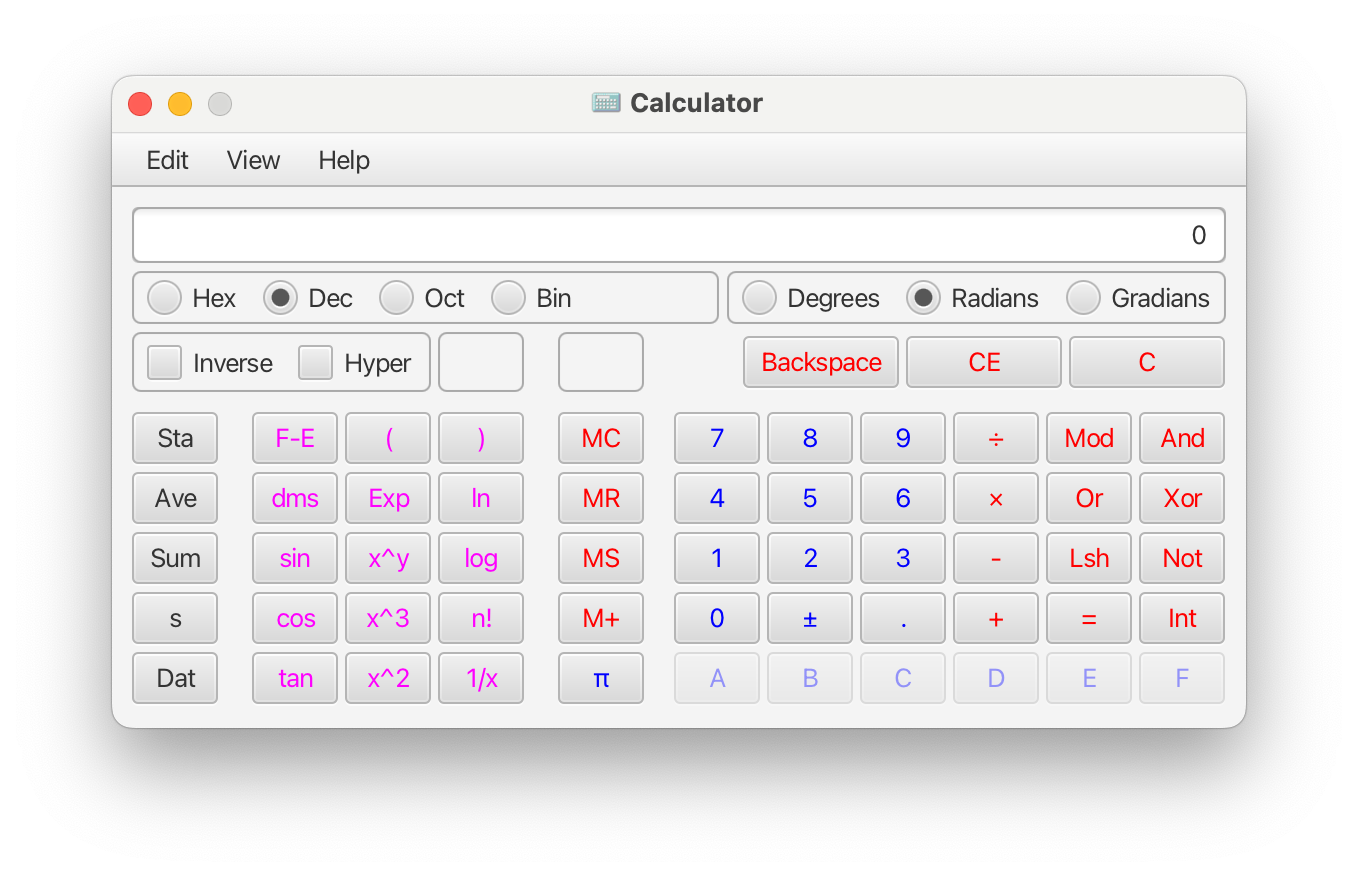 Calculator
Edit View Help
0
Hex Dec Oct Bin Degrees Radians Gradians
Inverse Hyper Backspace CE C
Sta F-E ( ) MC 7 8 9 ÷ Mod And
Ave dms Exp ln MR 4 5 6 × Or Xor
Sum sin x^y log MS 1 2 3 - Lsh Not
s cos x^3 n! M+ 0 ± . + = Int
Dat tan x^2 1/x π A B C D E F